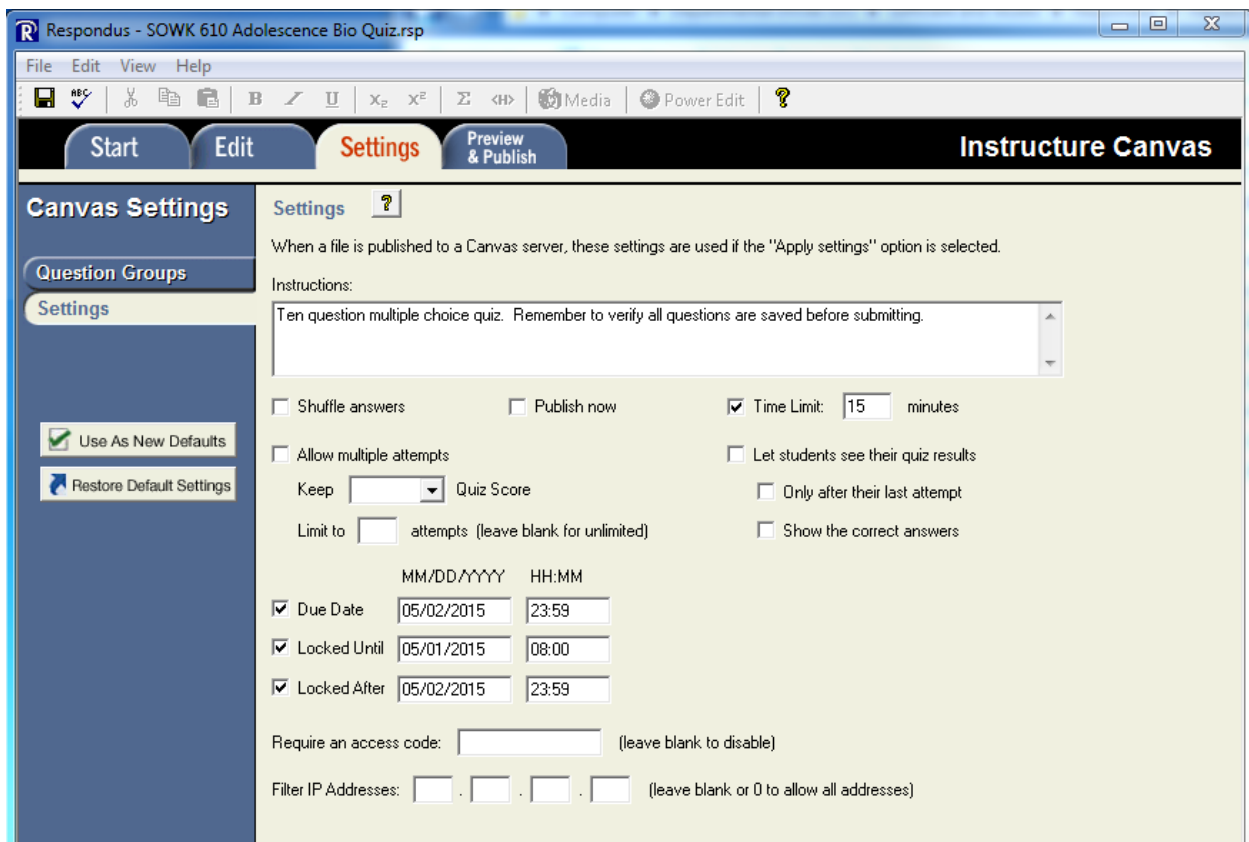 Respondus - SOWK 610 Adolescence Bio Quiz.rsp
File Edit View Help
ABC B I U X₂ X² Σ <H> Media Power Edit ?
Start Edit Settings Preview & Publish Instructure Canvas
Canvas Settings
Question Groups
Settings
Use As New Defaults
Restore Default Settings
Settings ?
When a file is published to a Canvas server, these settings are used if the "Apply settings" option is selected.
Instructions:
Ten question multiple choice quiz. Remember to verify all questions are saved before submitting.
Shuffle answers Publish now Time Limit: 15 minutes
Allow multiple attempts Let students see their quiz results
Keep Quiz Score Only after their last attempt
Limit to attempts (leave blank for unlimited) Show the correct answers
MM/DD/YYYY HH:MM
Due Date 05/02/2015 23:59
Locked Until 05/01/2015 08:00
Locked After 05/02/2015 23:59
Require an access code: (leave blank to disable)
Filter IP Addresses: . . . (leave blank or 0 to allow all addresses)